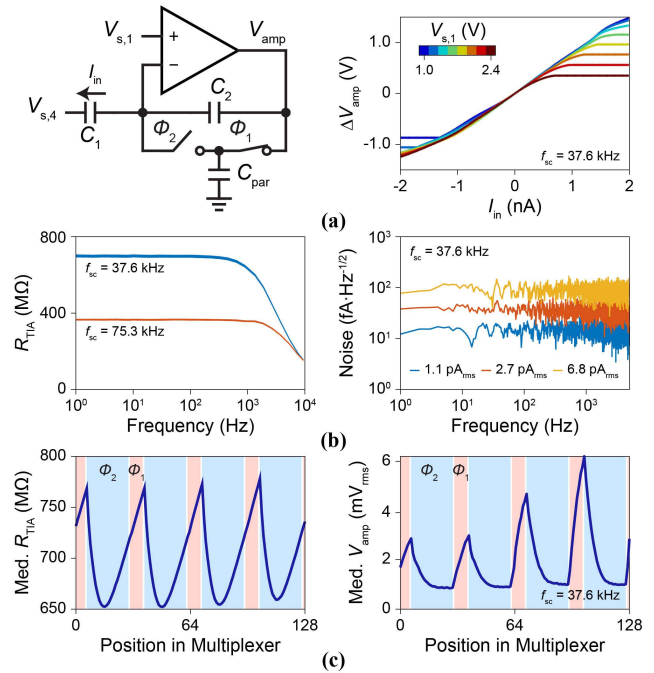 V_s,1
V_amp
+
−
I_in
C_2
V_s,4
C_1
Φ_2
Φ_1
C_par
V_s,1 (V)
1.0
2.4
1.0
0
-1.0
ΔV_amp (V)
f_sc = 37.6 kHz
-2
-1
0
1
2
I_in (nA)
(a)
800
400
0
R_TIA (MΩ)
f_sc = 37.6 kHz
f_sc = 75.3 kHz
10^0 10^1 10^2 10^3 10^4
Frequency (Hz)
10^3
10^2
10^1
10^0
Noise (fA·Hz^-1/2)
f_sc = 37.6 kHz
1.1 pA_rms 2.7 pA_rms 6.8 pA_rms
10^0 10^1 10^2 10^3
Frequency (Hz)
(b)
800
750
700
650
Med. R_TIA (MΩ)
Φ_2 Φ_1
0 64 128
Position in Multiplexer
6
4
2
0
Med. V_amp (mV_rms)
Φ_2 Φ_1
f_sc = 37.6 kHz
0 64 128
Position in Multiplexer
(c)